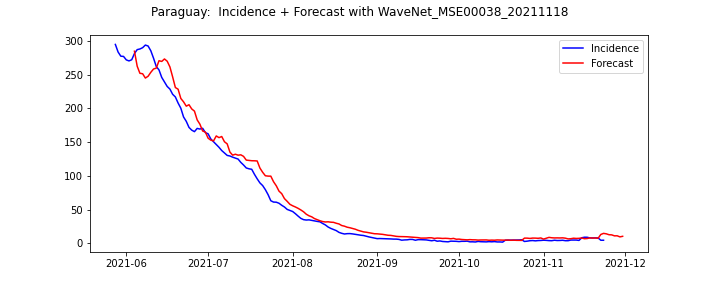 Paraguay:  Incidence + Forecast with WaveNet_MSE00038_20211118
Incidence
Forecast
300
250
200
150
100
50
0
2021-06 2021-07 2021-08 2021-09 2021-10 2021-11 2021-12